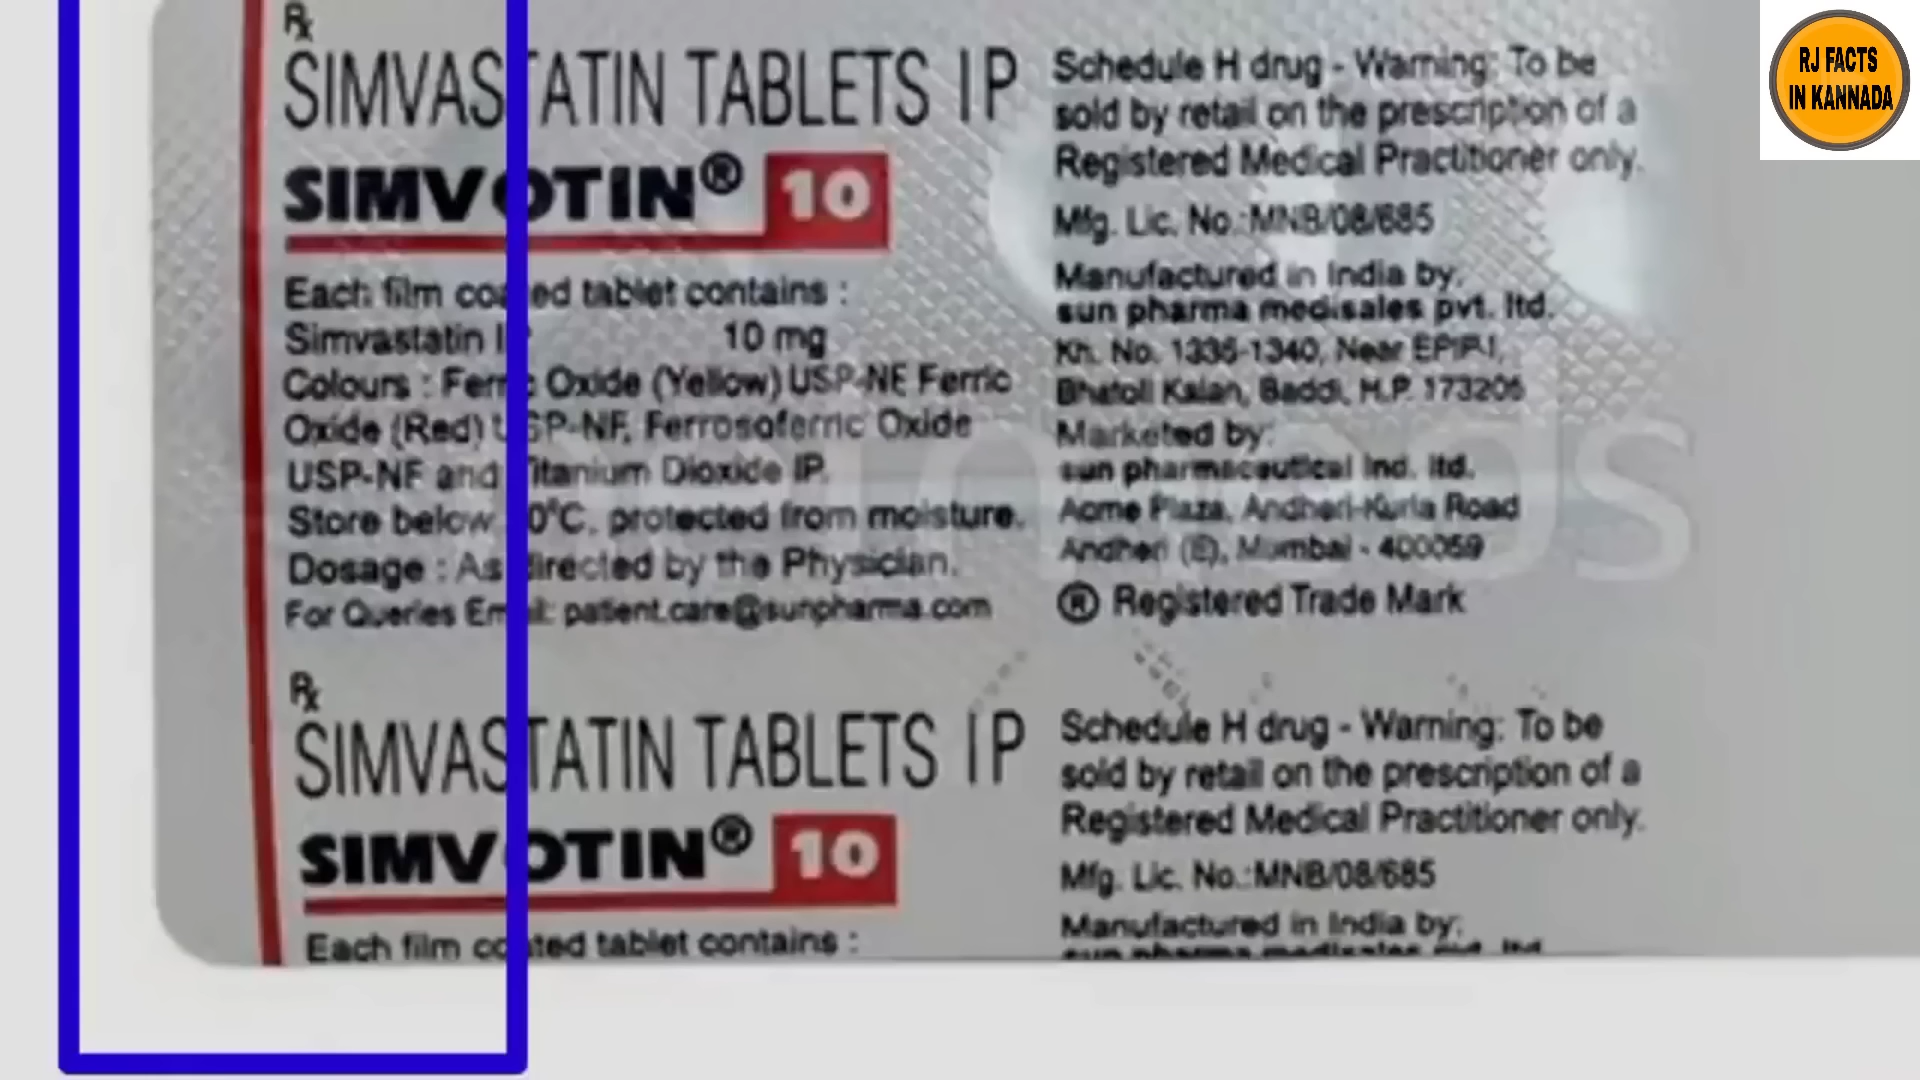 Rx
SIMVASTATIN TABLETS IP
SIMVOTIN® 10
Each film coated tablet contains :
Simvastatin IP 10 mg
Colours : Ferric Oxide (Yellow) USP-NF Ferric
Oxide (Red) USP-NF, Ferrosoferric Oxide
USP-NF and Titanium Dioxide IP.
Store below 0°C, protected from moisture.
Dosage : As directed by the Physician.
For Queries Email: patient.care@sunpharma.com
Schedule H drug - Warning: To be
sold by retail on the prescription of a
Registered Medical Practitioner only.
Mfg. Lic. No.:MNB/08/685
Manufactured in India by:
sun pharma medisales pvt. ltd.
Kh. No. 1335-1340, Near EPIP-I,
Bhatoli Kalan, Baddi, H.P. 173205
Marketed by:
sun pharmaceutical ind. ltd.
Acme Plaza, Andheri-Kurla Road
Andheri (E), Mumbai - 400059
® Registered Trade Mark
Rx
SIMVASTATIN TABLETS IP
SIMVOTIN® 10
Each film coated tablet contains :
Schedule H drug - Warning: To be
sold by retail on the prescription of a
Registered Medical Practitioner only.
Mfg. Lic. No.:MNB/08/685
Manufactured in India by:
sun pharma medisales pvt. ltd.
RJ FACTS
IN KANNADA